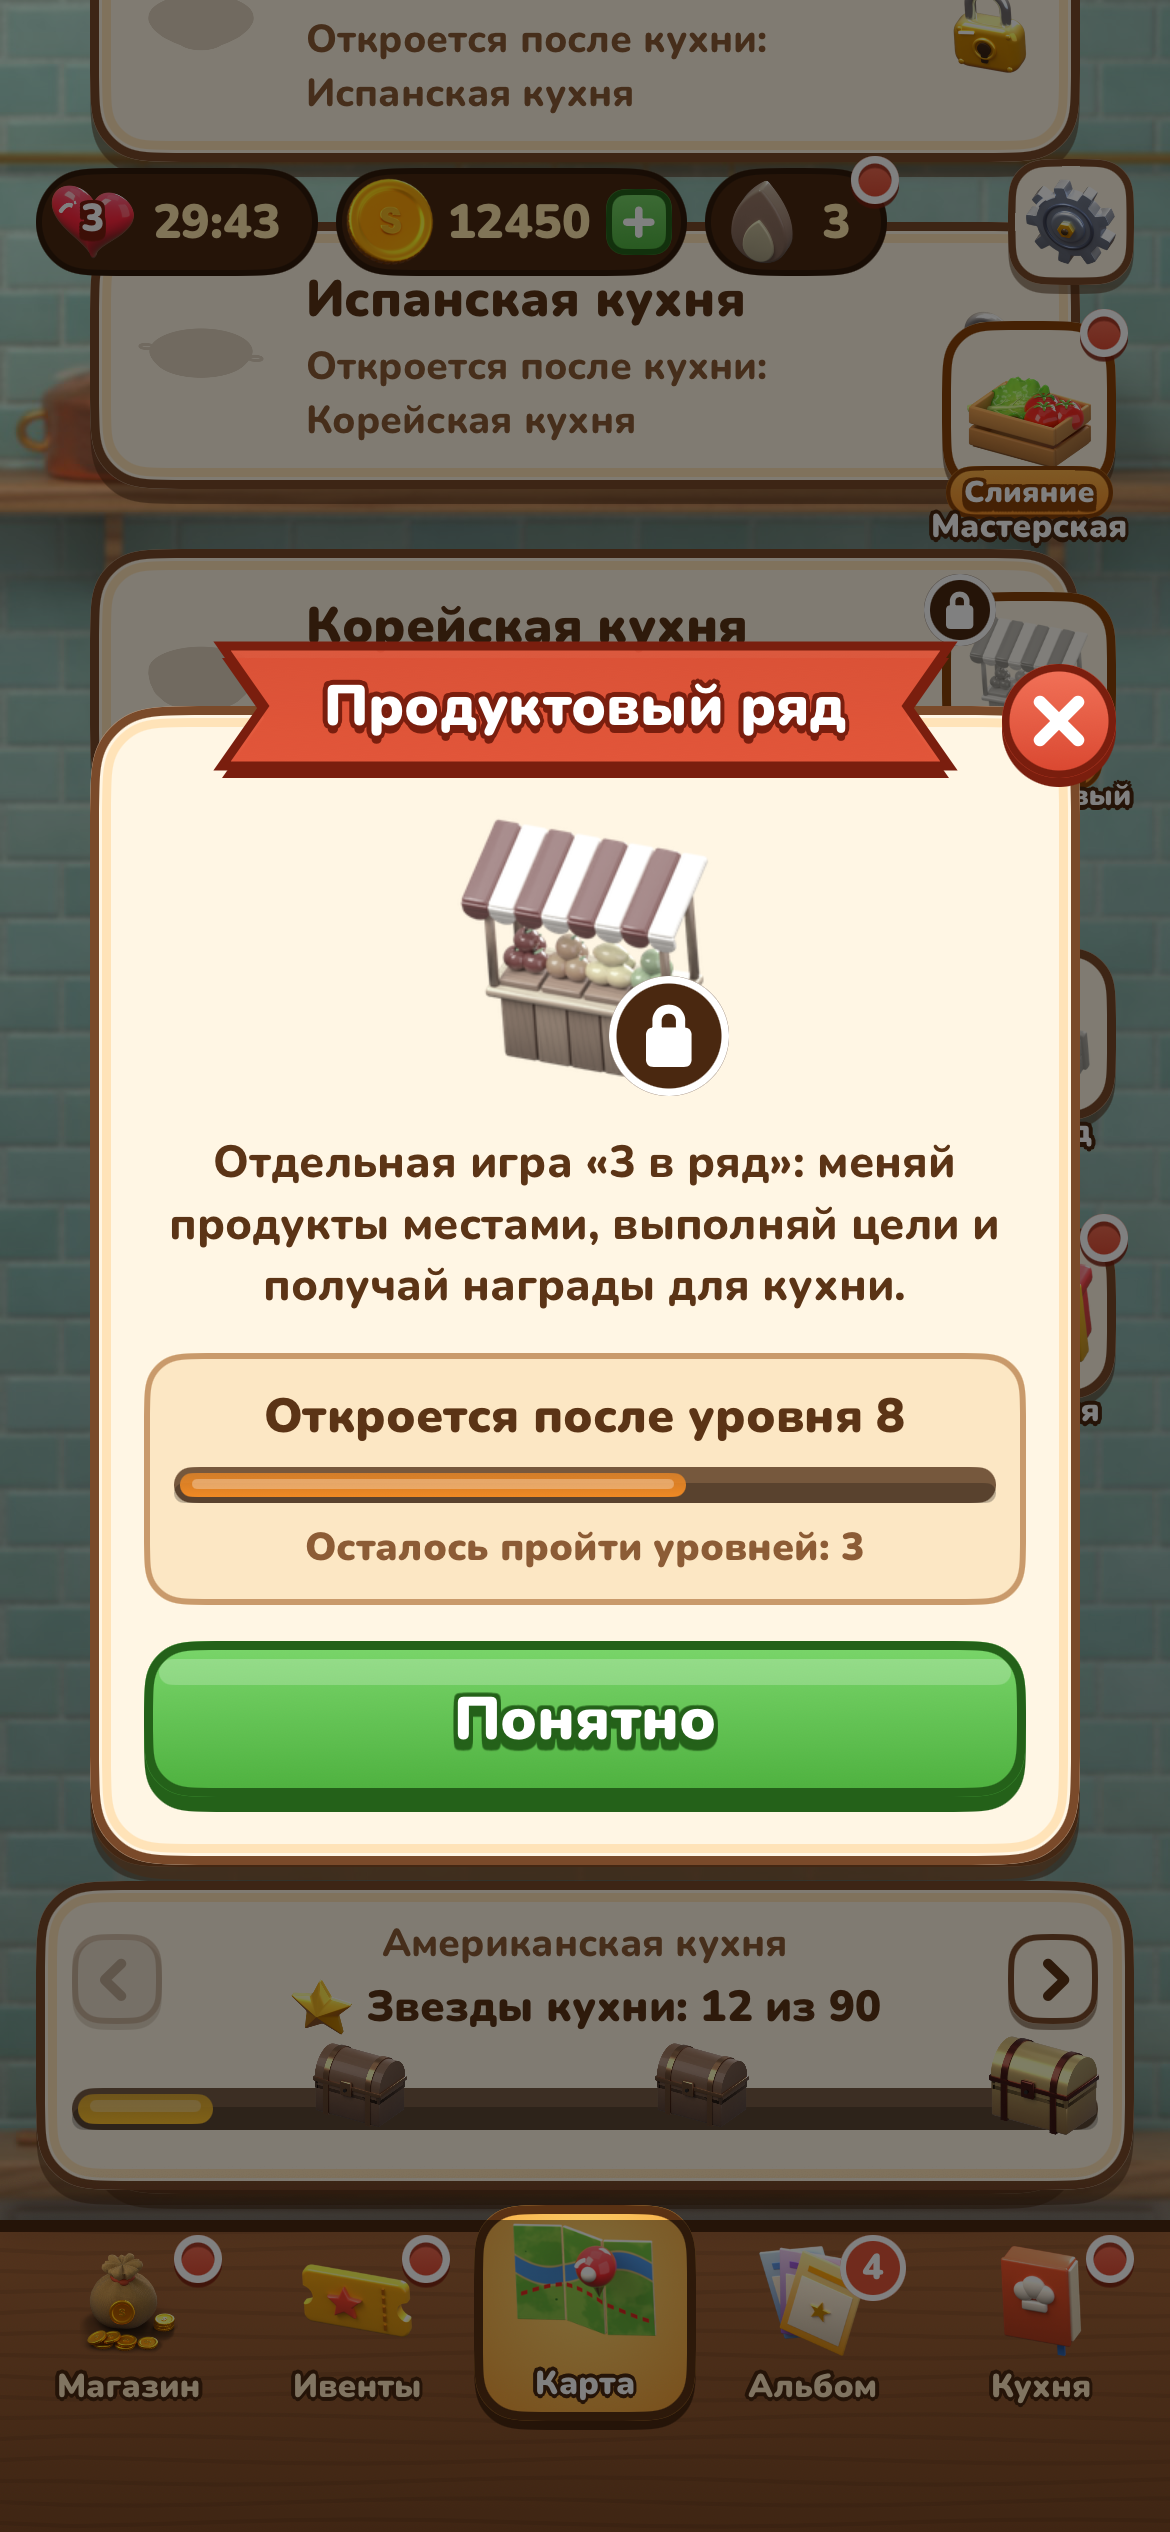 Откроется после кухни:
Испанская кухня
3
29:43
12450
3
Испанская кухня
Откроется после кухни:
Корейская кухня
Слияние
Мастерская
Корейская кухня
Продуктовый ряд
Отдельная игра «3 в ряд»: меняй
продукты местами, выполняй цели и
получай награды для кухни.
Откроется после уровня 8
Осталось пройти уровней: 3
Понятно
Американская кухня
Звезды кухни: 12 из 90
4
Магазин
Ивенты
Карта
Альбом
Кухня